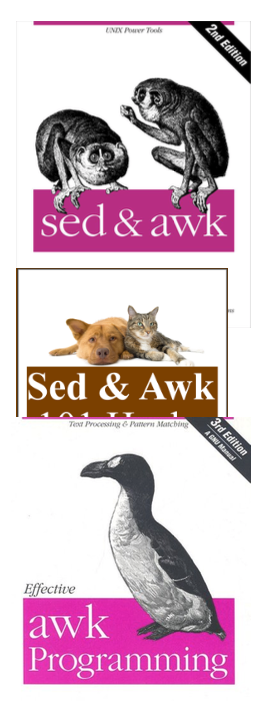 UNIX Power Tools
2nd Edition
sed & awk
Sed & Awk
Text Processing & Pattern Matching
3rd Edition
A GNU Manual
Effective
awk
Programming